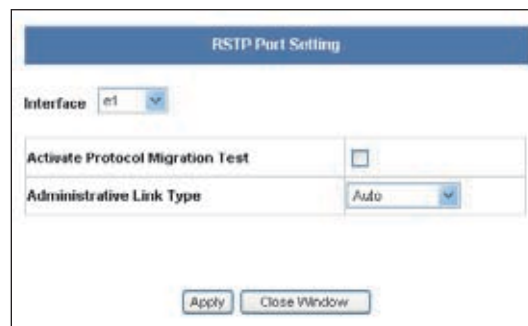 RSTP Port Setting
Interface e1
Activate Protocol Migration Test
Administrative Link Type Auto
Apply Close Window